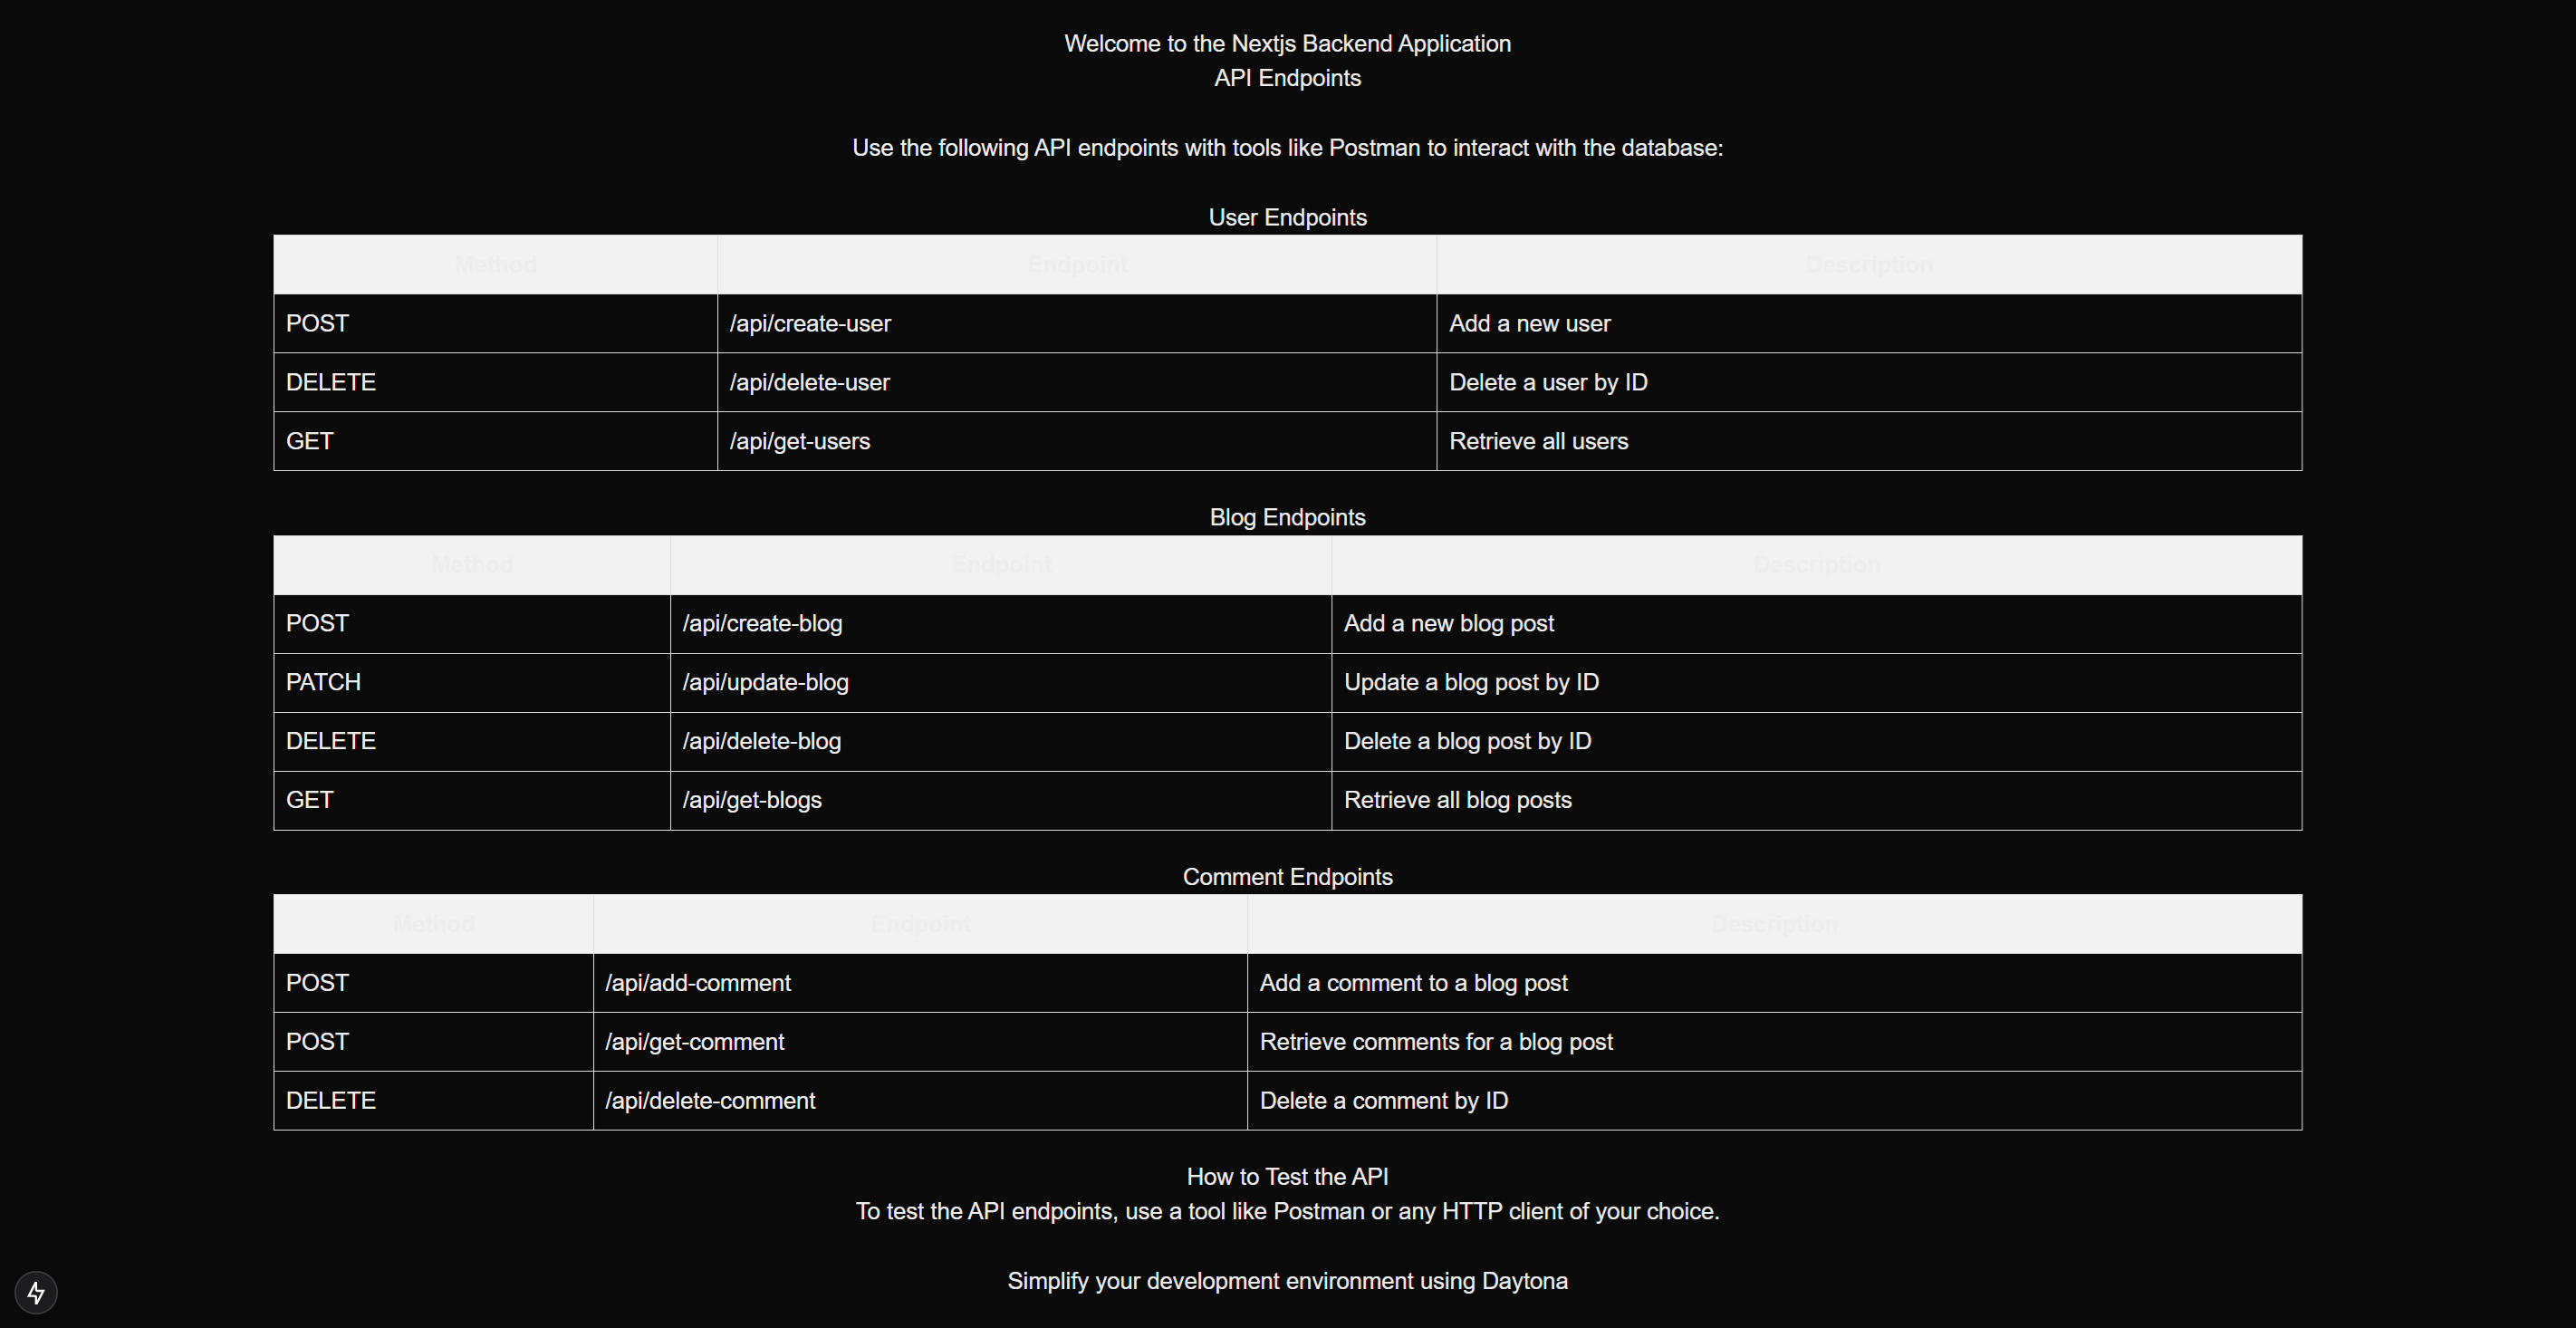 Welcome to the Nextjs Backend Application
API Endpoints
Use the following API endpoints with tools like Postman to interact with the database:
User Endpoints
Method Endpoint Description
POST /api/create-user Add a new user
DELETE /api/delete-user Delete a user by ID
GET /api/get-users Retrieve all users
Blog Endpoints
Method Endpoint Description
POST /api/create-blog Add a new blog post
PATCH /api/update-blog Update a blog post by ID
DELETE /api/delete-blog Delete a blog post by ID
GET /api/get-blogs Retrieve all blog posts
Comment Endpoints
Method Endpoint Description
POST /api/add-comment Add a comment to a blog post
POST /api/get-comment Retrieve comments for a blog post
DELETE /api/delete-comment Delete a comment by ID
How to Test the API
To test the API endpoints, use a tool like Postman or any HTTP client of your choice.
Simplify your development environment using Daytona